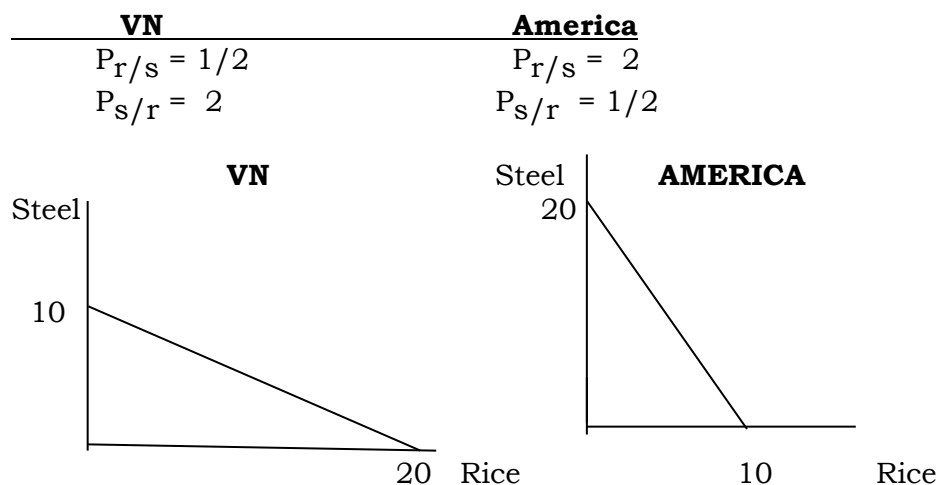 VN America
Pr/s = 1/2 Pr/s = 2
Ps/r = 2 Ps/r = 1/2
VN Steel AMERICA
Steel 20
10
20 Rice 10 Rice